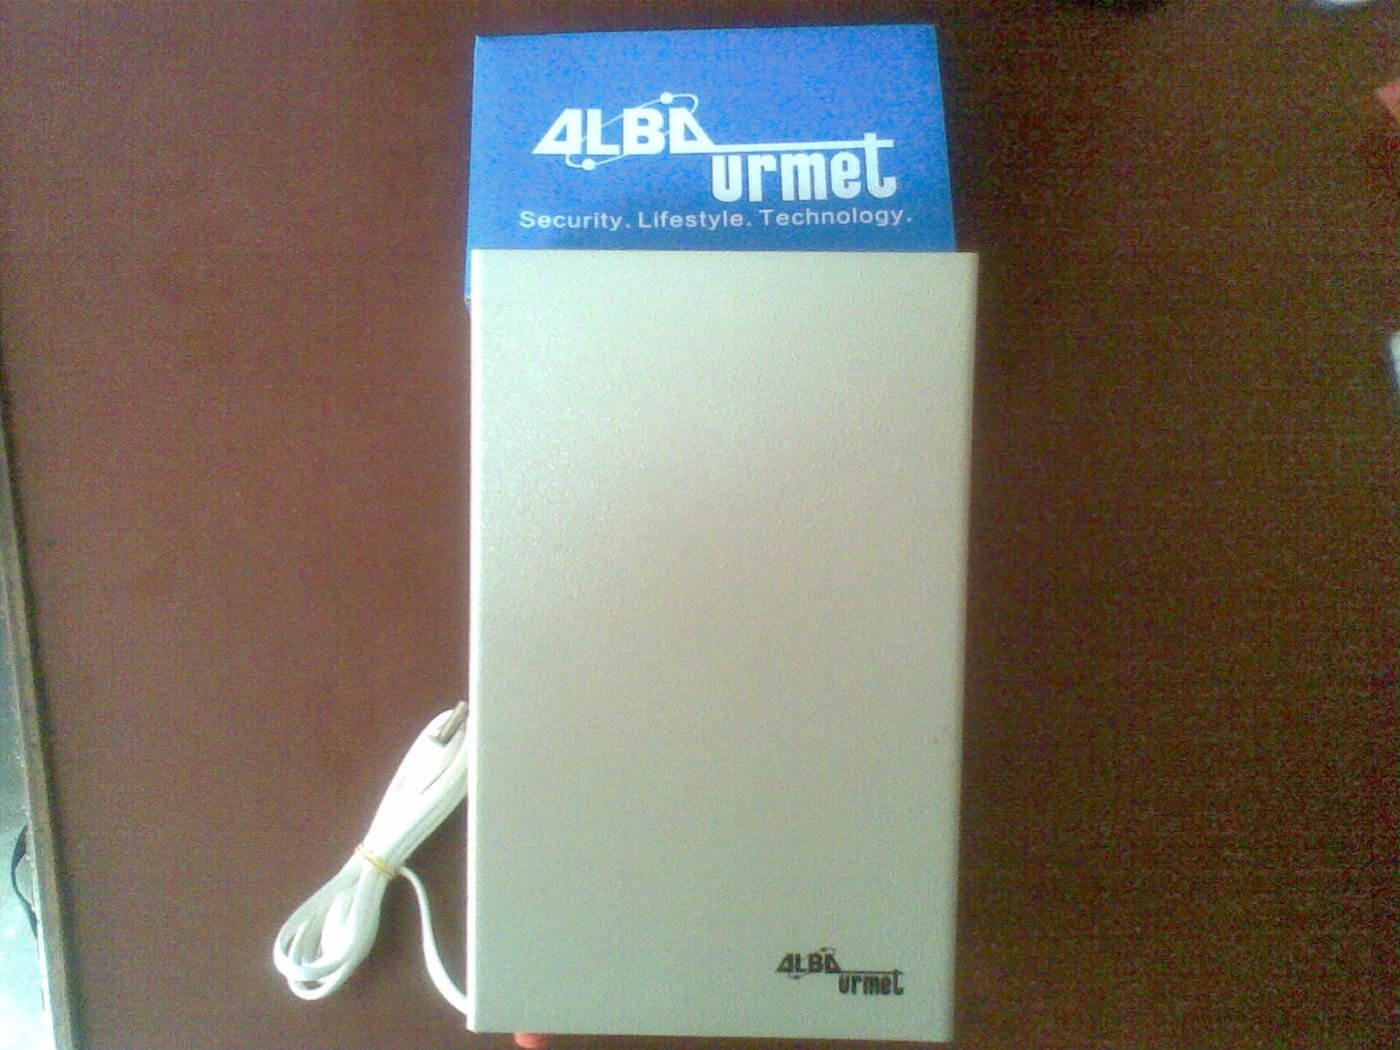 ALBA
urmet
Security. Lifestyle. Technology.
ALBA
urmet